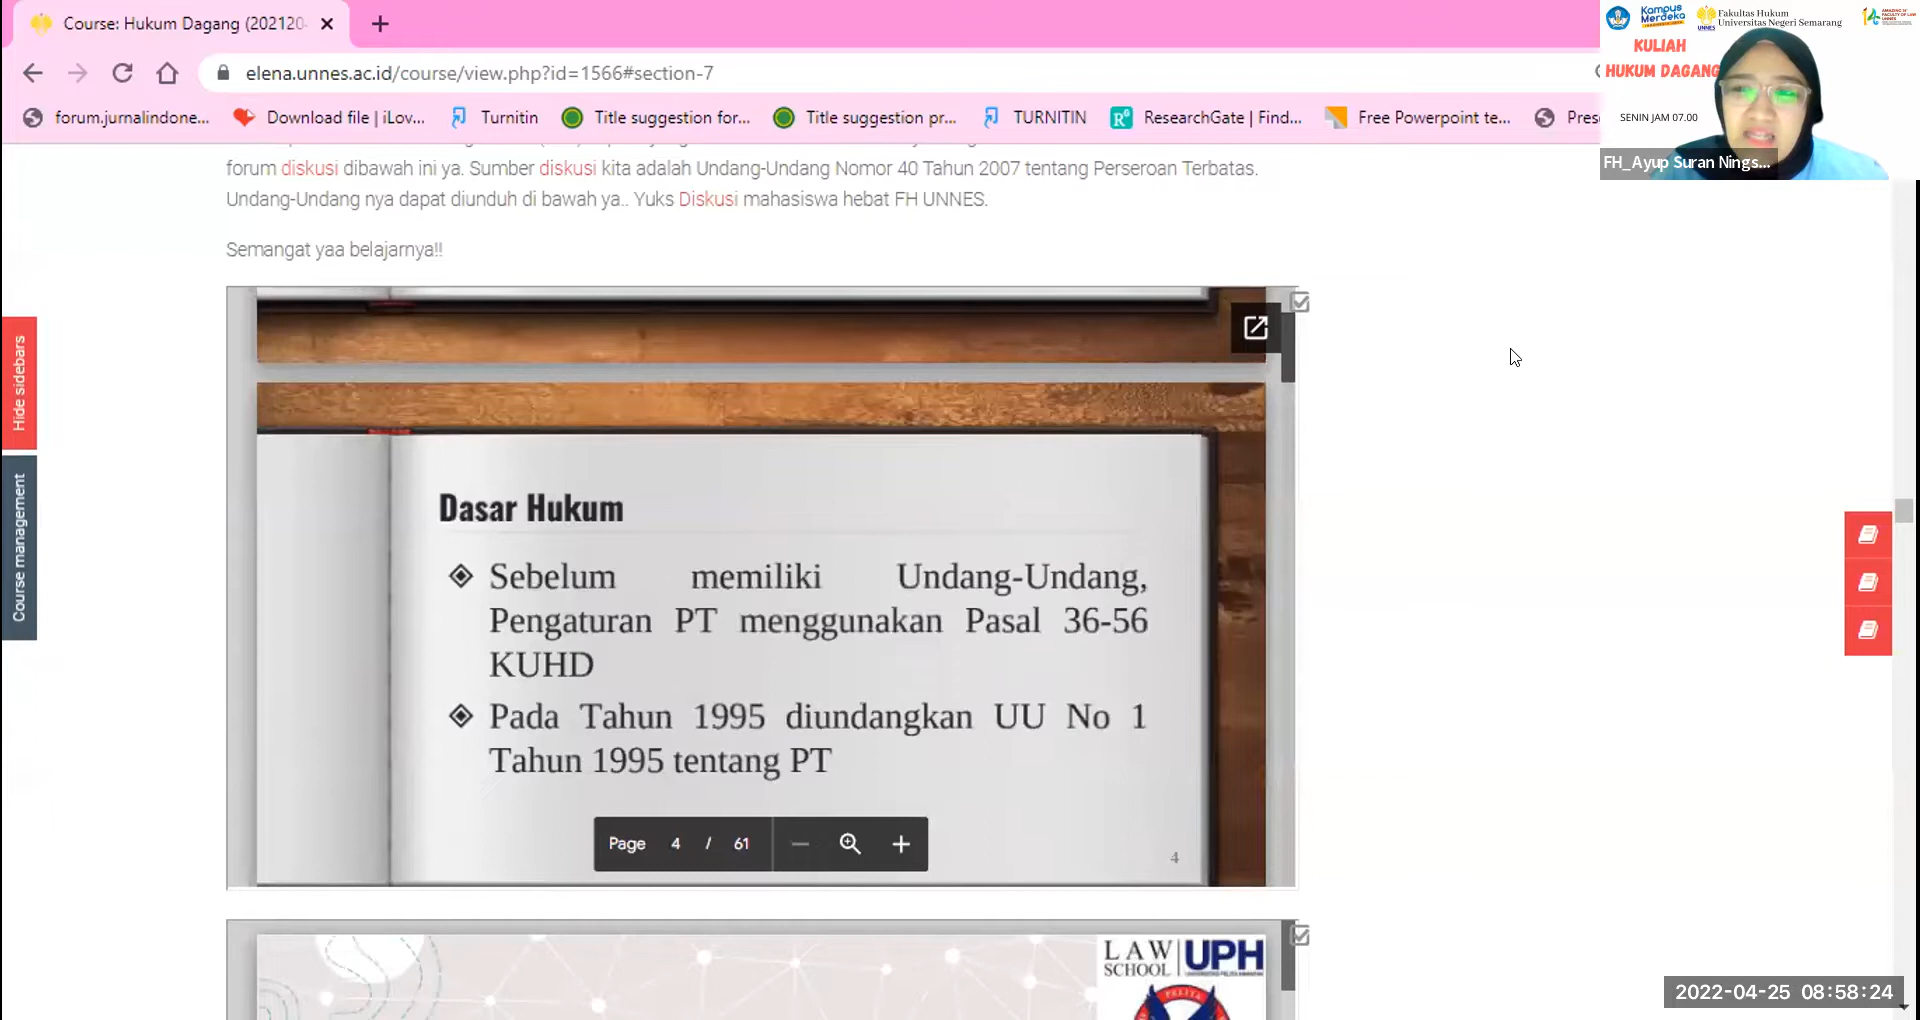 Course: Hukum Dagang (202120
elena.unnes.ac.id/course/view.php?id=1566#section-7
forum.jurnalindone...
Download file | iLov...
Turnitin
Title suggestion for...
Title suggestion pr...
TURNITIN
ResearchGate | Find...
Free Powerpoint te...
Pres
Kampus Merdeka
UNNES
Fakultas Hukum
Universitas Negeri Semarang
KULIAH
HUKUM DAGANG
SENIN JAM 07.00
FH_Ayup Suran Nings...
forum diskusi dibawah ini ya. Sumber diskusi kita adalah Undang-Undang Nomor 40 Tahun 2007 tentang Perseroan Terbatas.
Undang-Undang nya dapat diunduh di bawah ya.. Yuks Diskusi mahasiswa hebat FH UNNES.
Semangat yaa belajarnya!!
Hide sidebars
Course management
Dasar Hukum
Sebelum memiliki Undang-Undang,
Pengaturan PT menggunakan Pasal 36-56
KUHD
Pada Tahun 1995 diundangkan UU No 1
Tahun 1995 tentang PT
Page 4 / 61
4
LAW
SCHOOL
UPH
2022-04-25 08:58:24